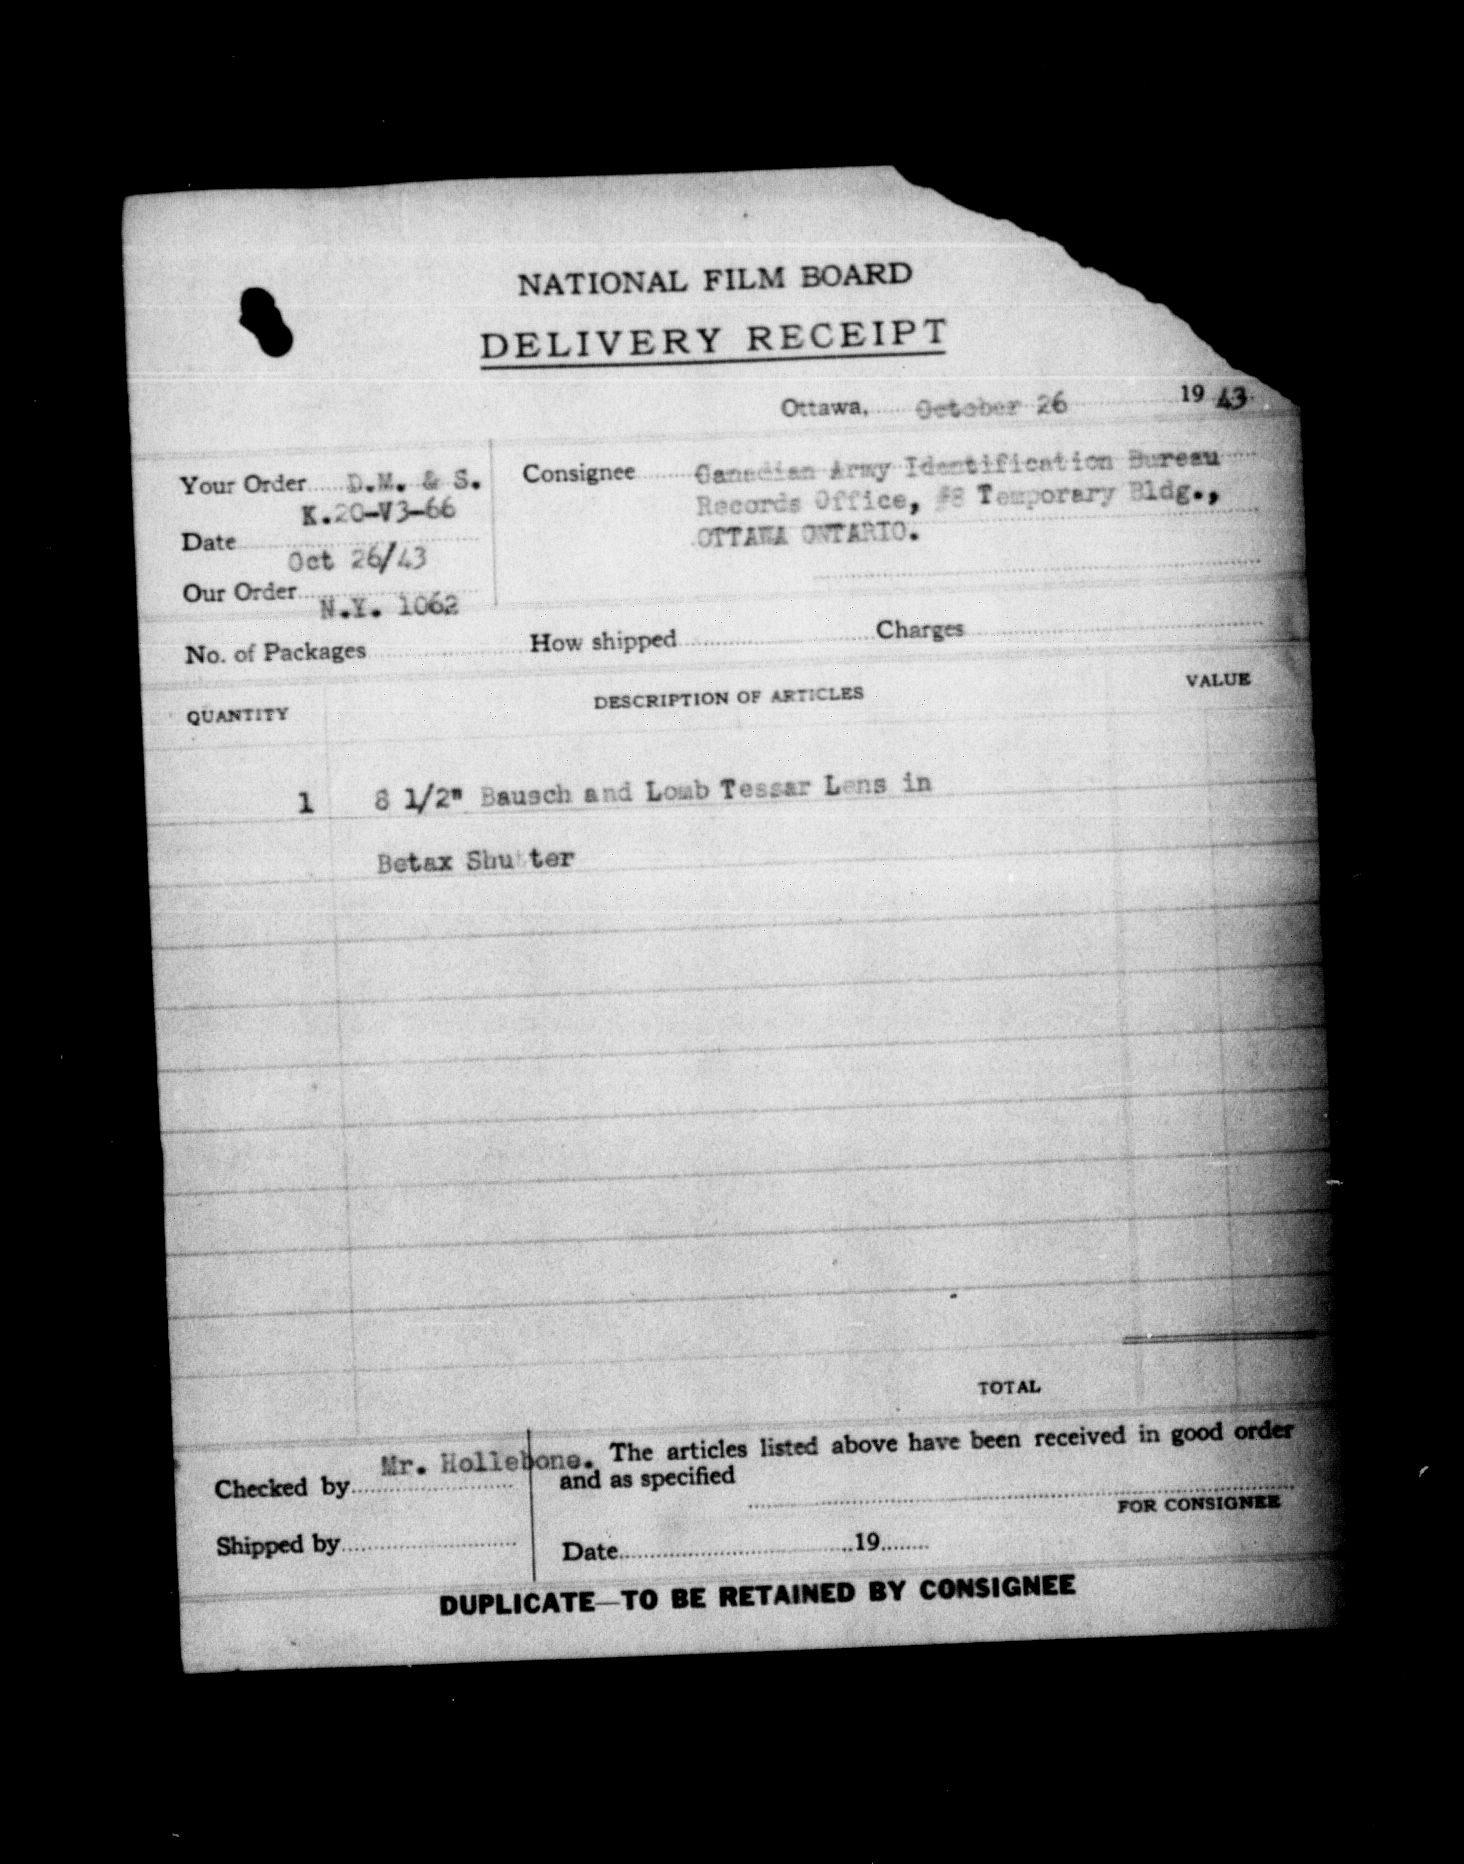 NATIONAL FILM BOARD
DELIVERY RECEIPT
Ottawa, October 26 1943
Your Order D.M. & S.
K.20-V3-66
Date Oct 26/43
Our Order N.Y. 1062
Consignee Canadian Army Identification Bureau
Records Office, #8 Temporary Bldg.,
OTTAWA ONTARIO.
No. of Packages How shipped Charges
QUANTITY DESCRIPTION OF ARTICLES VALUE
1 8 1/2" Bausch and Lomb Tessar Lens in
Betax Shutter
TOTAL
Checked by Mr. Hollebone.
Shipped by
The articles listed above have been received in good order
and as specified
FOR CONSIGNEE
Date 19
DUPLICATE—TO BE RETAINED BY CONSIGNEE